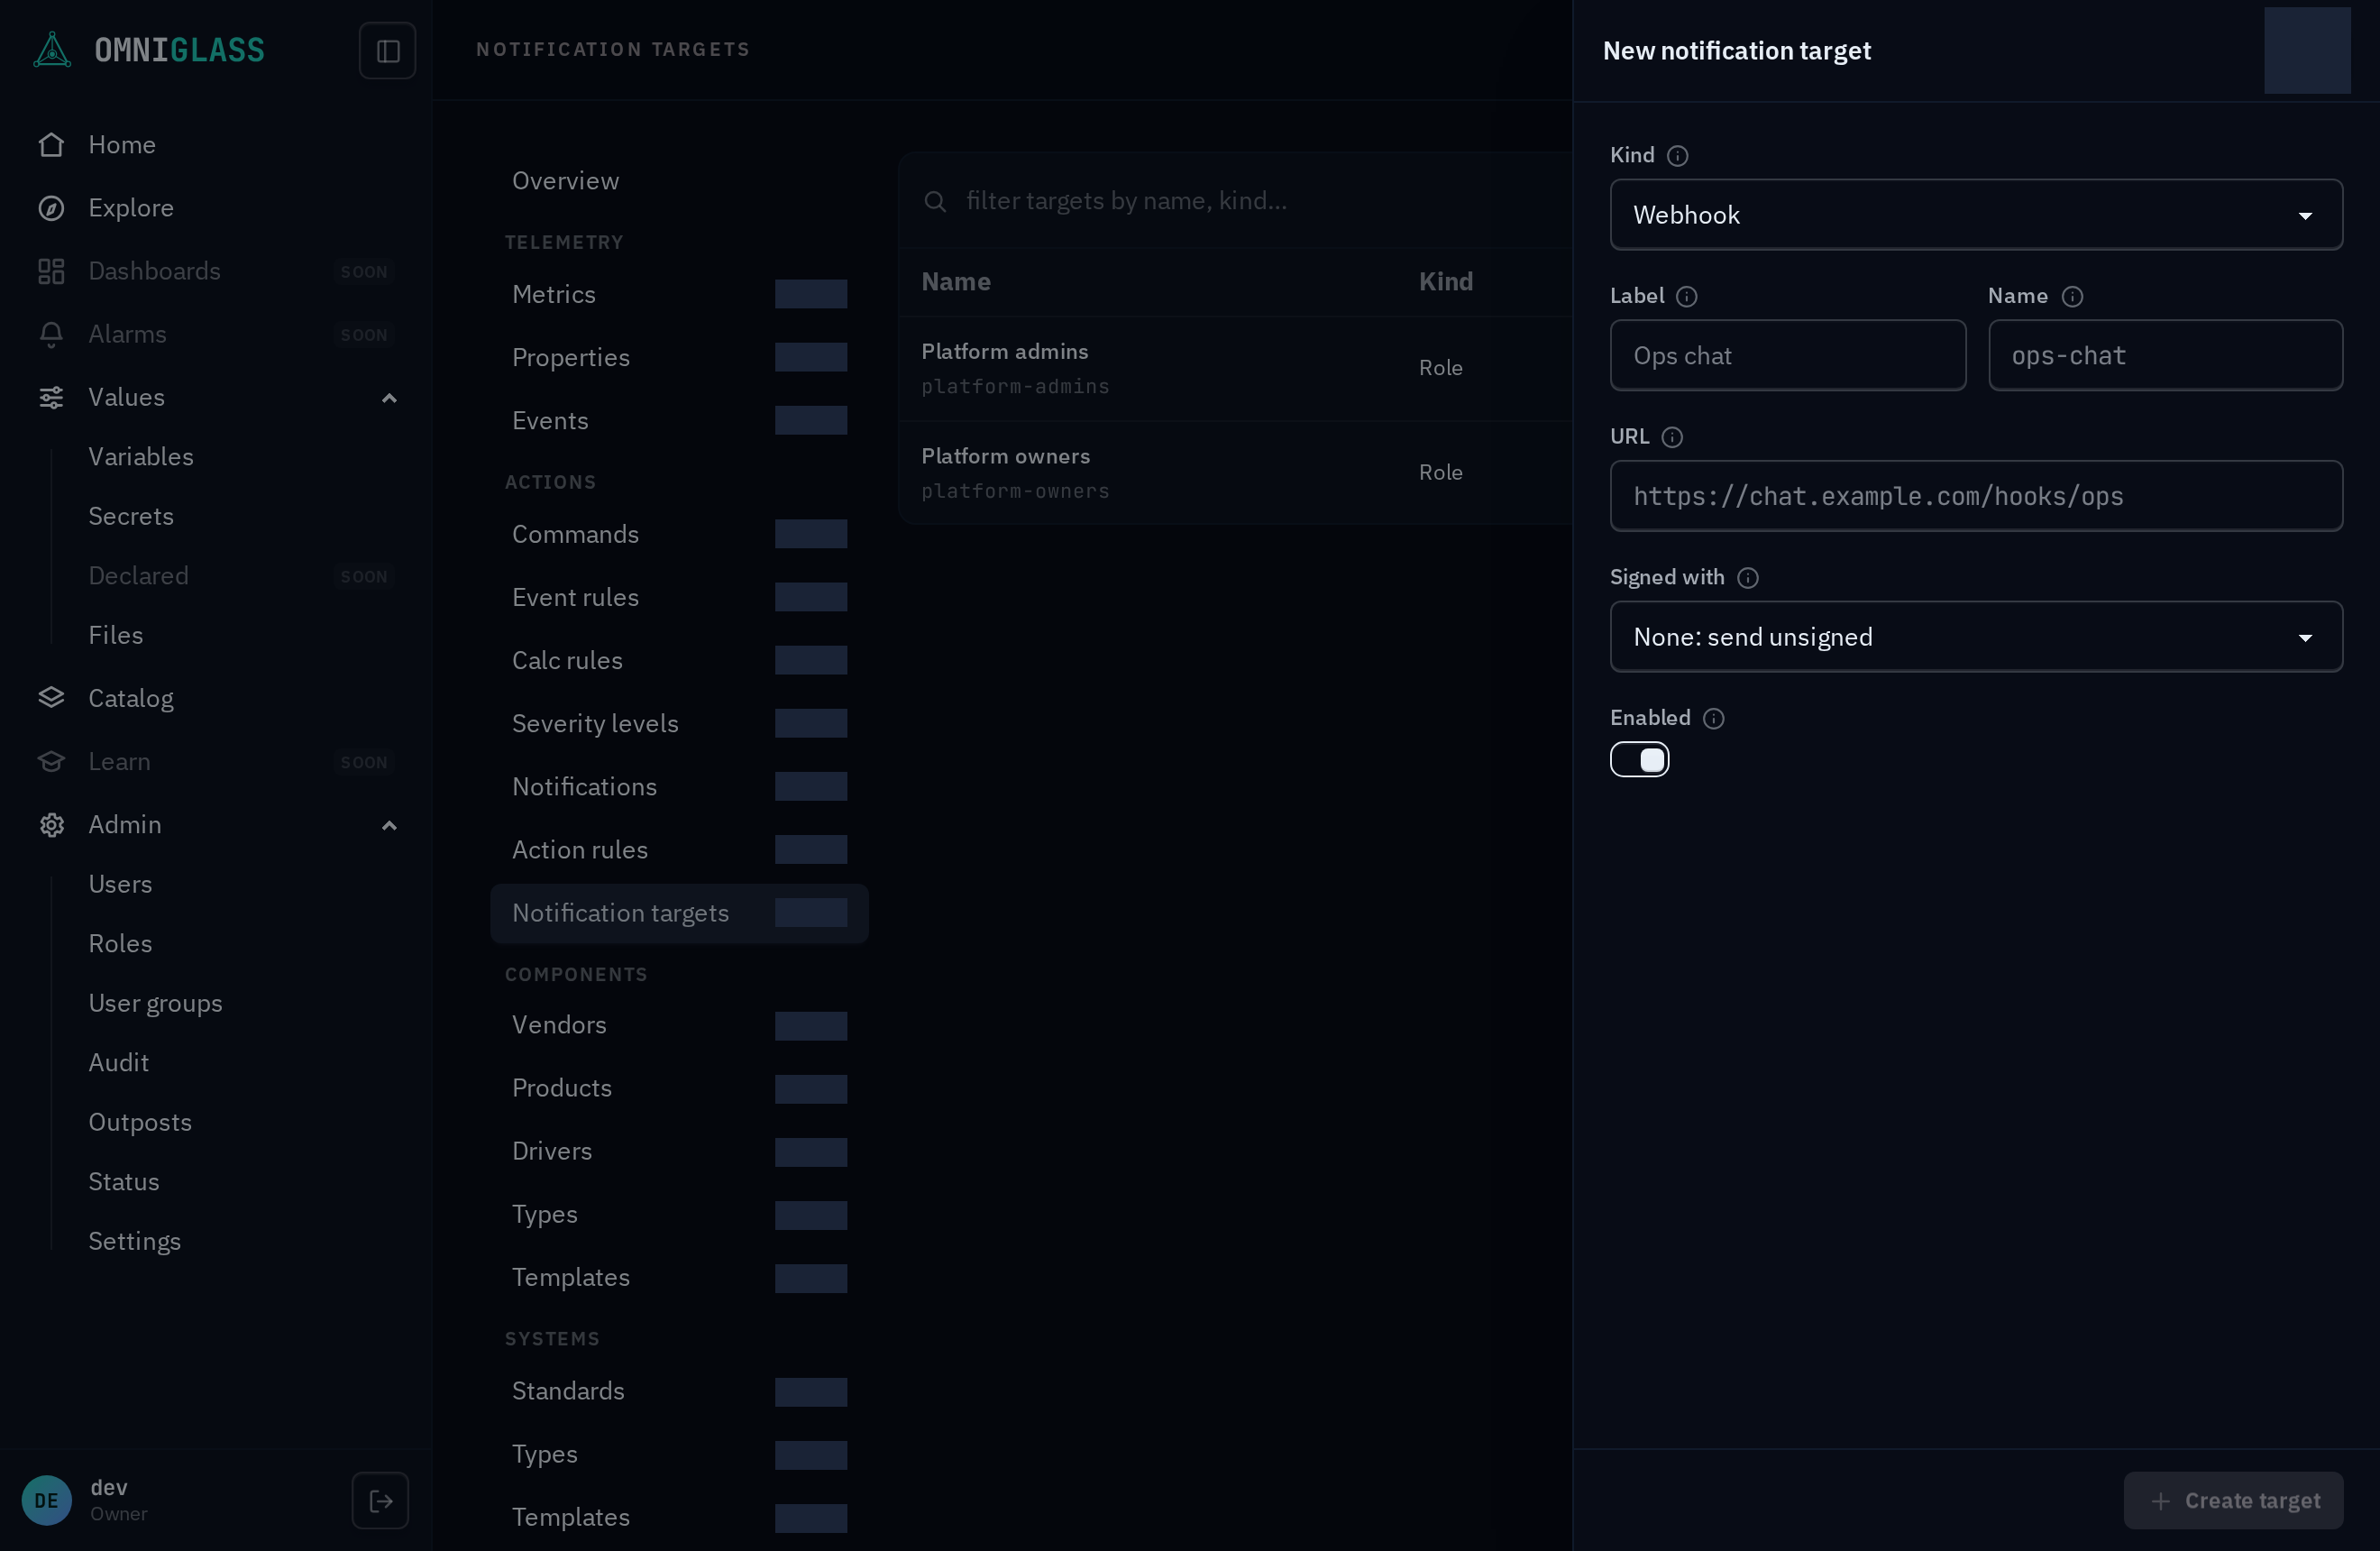 OMNIGLASS
Home
Explore
Dashboards SOON
Alarms SOON
Values
Variables
Secrets
Declared SOON
Files
Catalog
Learn SOON
Admin
Users
Roles
User groups
Audit
Outposts
Status
Settings
DE
dev
Owner
NOTIFICATION TARGETS
Overview
TELEMETRY
Metrics
Properties
Events
ACTIONS
Commands
Event rules
Calc rules
Severity levels
Notifications
Action rules
Notification targets
COMPONENTS
Vendors
Products
Drivers
Types
Templates
SYSTEMS
Standards
Types
Templates
filter targets by name, kind...
Name Kind
Platform admins
platform-admins
Role
Platform owners
platform-owners
Role
New notification target
Kind
Webhook
Label Name
Ops chat ops-chat
URL
https://chat.example.com/hooks/ops
Signed with
None: send unsigned
Enabled
Create target